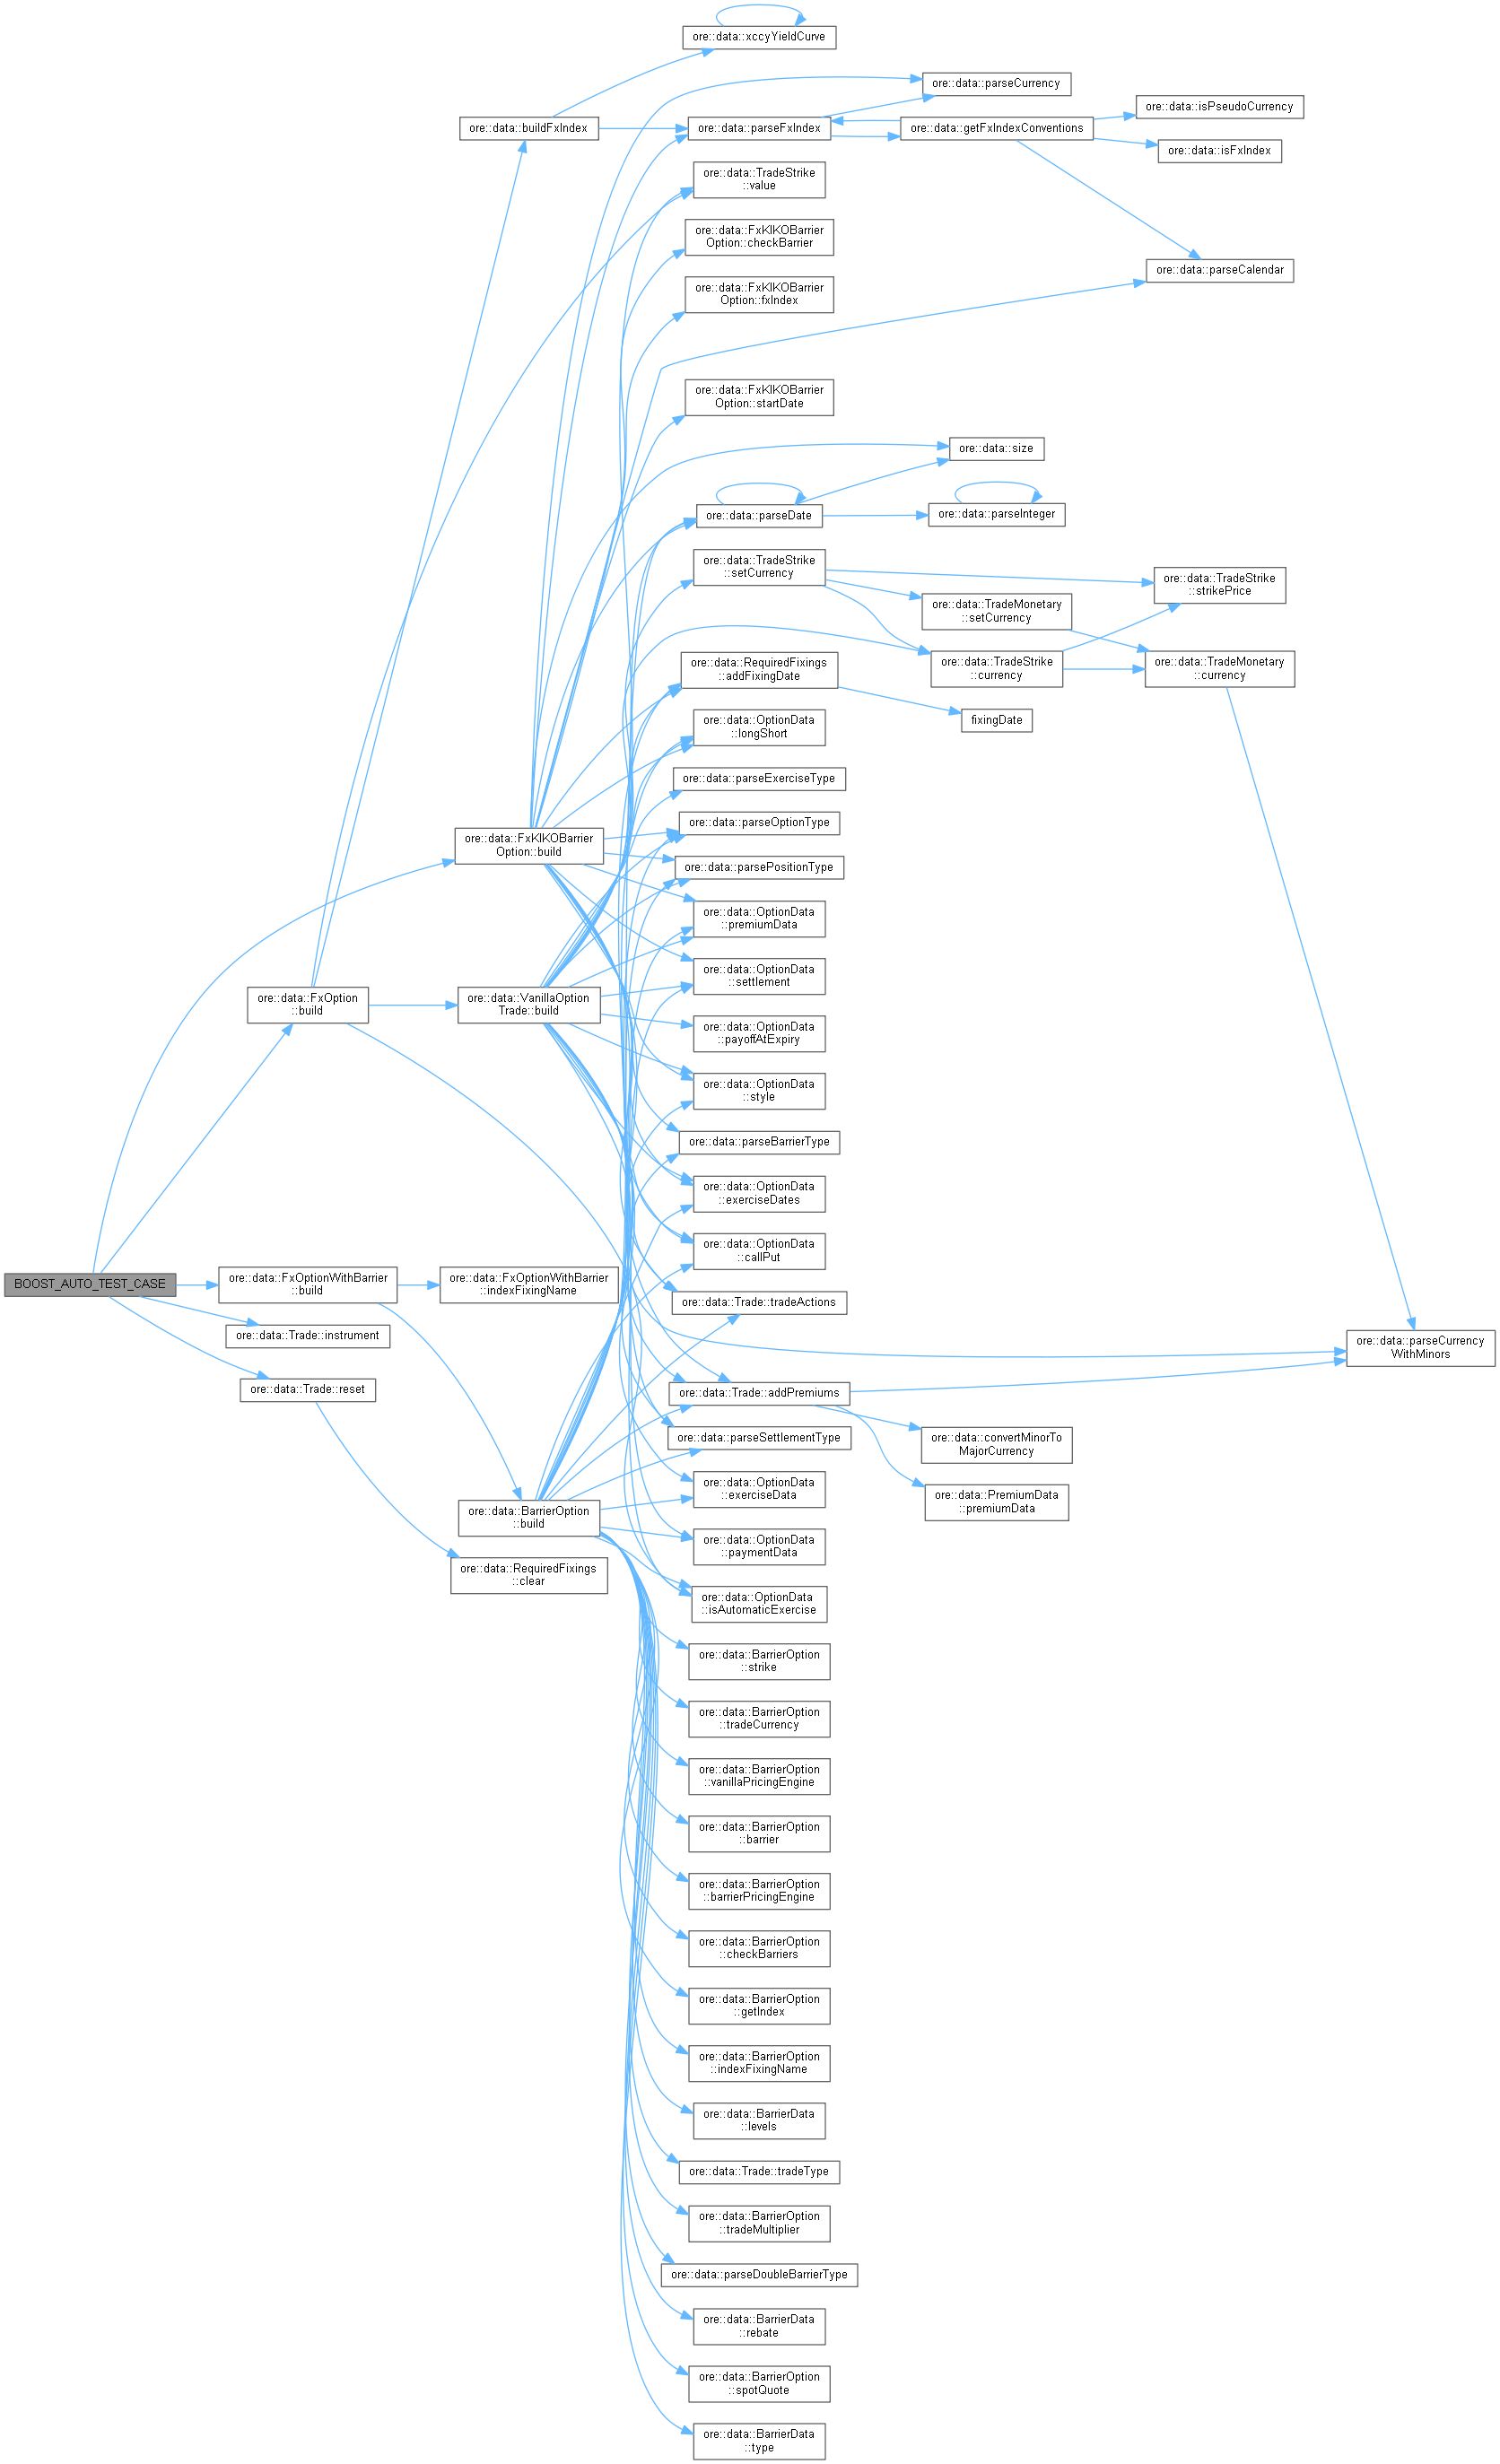 ore::data::xccyYieldCurve
ore::data::parseCurrency
ore::data::isPseudoCurrency
ore::data::buildFxIndex
ore::data::parseFxIndex
ore::data::getFxIndexConventions
ore::data::isFxIndex
ore::data::TradeStrike
::value
ore::data::FxKIKOBarrier
Option::checkBarrier
ore::data::parseCalendar
ore::data::FxKIKOBarrier
Option::fxIndex
ore::data::FxKIKOBarrier
Option::startDate
ore::data::size
ore::data::parseDate
ore::data::parseInteger
ore::data::TradeStrike
::setCurrency
ore::data::TradeStrike
::strikePrice
ore::data::TradeMonetary
::setCurrency
ore::data::RequiredFixings
::addFixingDate
ore::data::TradeStrike
::currency
ore::data::TradeMonetary
::currency
fixingDate
ore::data::OptionData
::longShort
ore::data::parseExerciseType
ore::data::parseOptionType
ore::data::FxKIKOBarrier
Option::build
ore::data::parsePositionType
ore::data::OptionData
::premiumData
ore::data::OptionData
::settlement
ore::data::FxOption
::build
ore::data::VanillaOption
Trade::build
ore::data::OptionData
::payoffAtExpiry
ore::data::OptionData
::style
ore::data::parseBarrierType
ore::data::OptionData
::exerciseDates
ore::data::OptionData
::callPut
BOOST_AUTO_TEST_CASE
ore::data::FxOptionWithBarrier
::build
ore::data::FxOptionWithBarrier
::indexFixingName
ore::data::Trade::tradeActions
ore::data::Trade::instrument
ore::data::parseCurrency
WithMinors
ore::data::Trade::reset
ore::data::Trade::addPremiums
ore::data::parseSettlementType
ore::data::convertMinorTo
MajorCurrency
ore::data::OptionData
::exerciseData
ore::data::PremiumData
::premiumData
ore::data::BarrierOption
::build
ore::data::OptionData
::paymentData
ore::data::RequiredFixings
::clear
ore::data::OptionData
::isAutomaticExercise
ore::data::BarrierOption
::strike
ore::data::BarrierOption
::tradeCurrency
ore::data::BarrierOption
::vanillaPricingEngine
ore::data::BarrierOption
::barrier
ore::data::BarrierOption
::barrierPricingEngine
ore::data::BarrierOption
::checkBarriers
ore::data::BarrierOption
::getIndex
ore::data::BarrierOption
::indexFixingName
ore::data::BarrierData
::levels
ore::data::Trade::tradeType
ore::data::BarrierOption
::tradeMultiplier
ore::data::parseDoubleBarrierType
ore::data::BarrierData
::rebate
ore::data::BarrierOption
::spotQuote
ore::data::BarrierData
::type